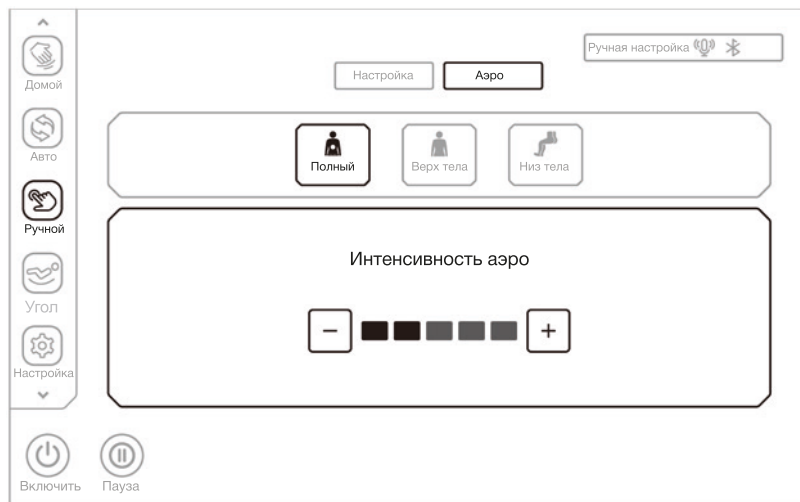 Домой
Авто
Ручной
Угол
Настройка
Включить
Пауза
Настройка
Аэро
Ручная настройка
Полный
Верх тела
Низ тела
Интенсивность аэро
− +